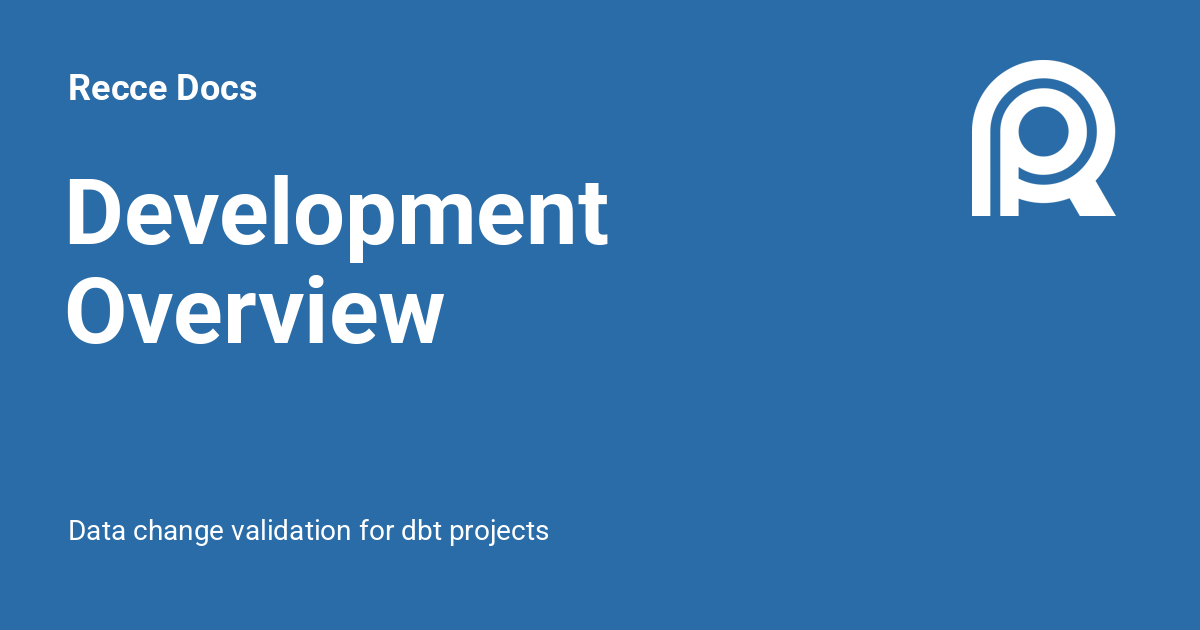 Recce Docs
Development
Overview
Data change validation for dbt projects